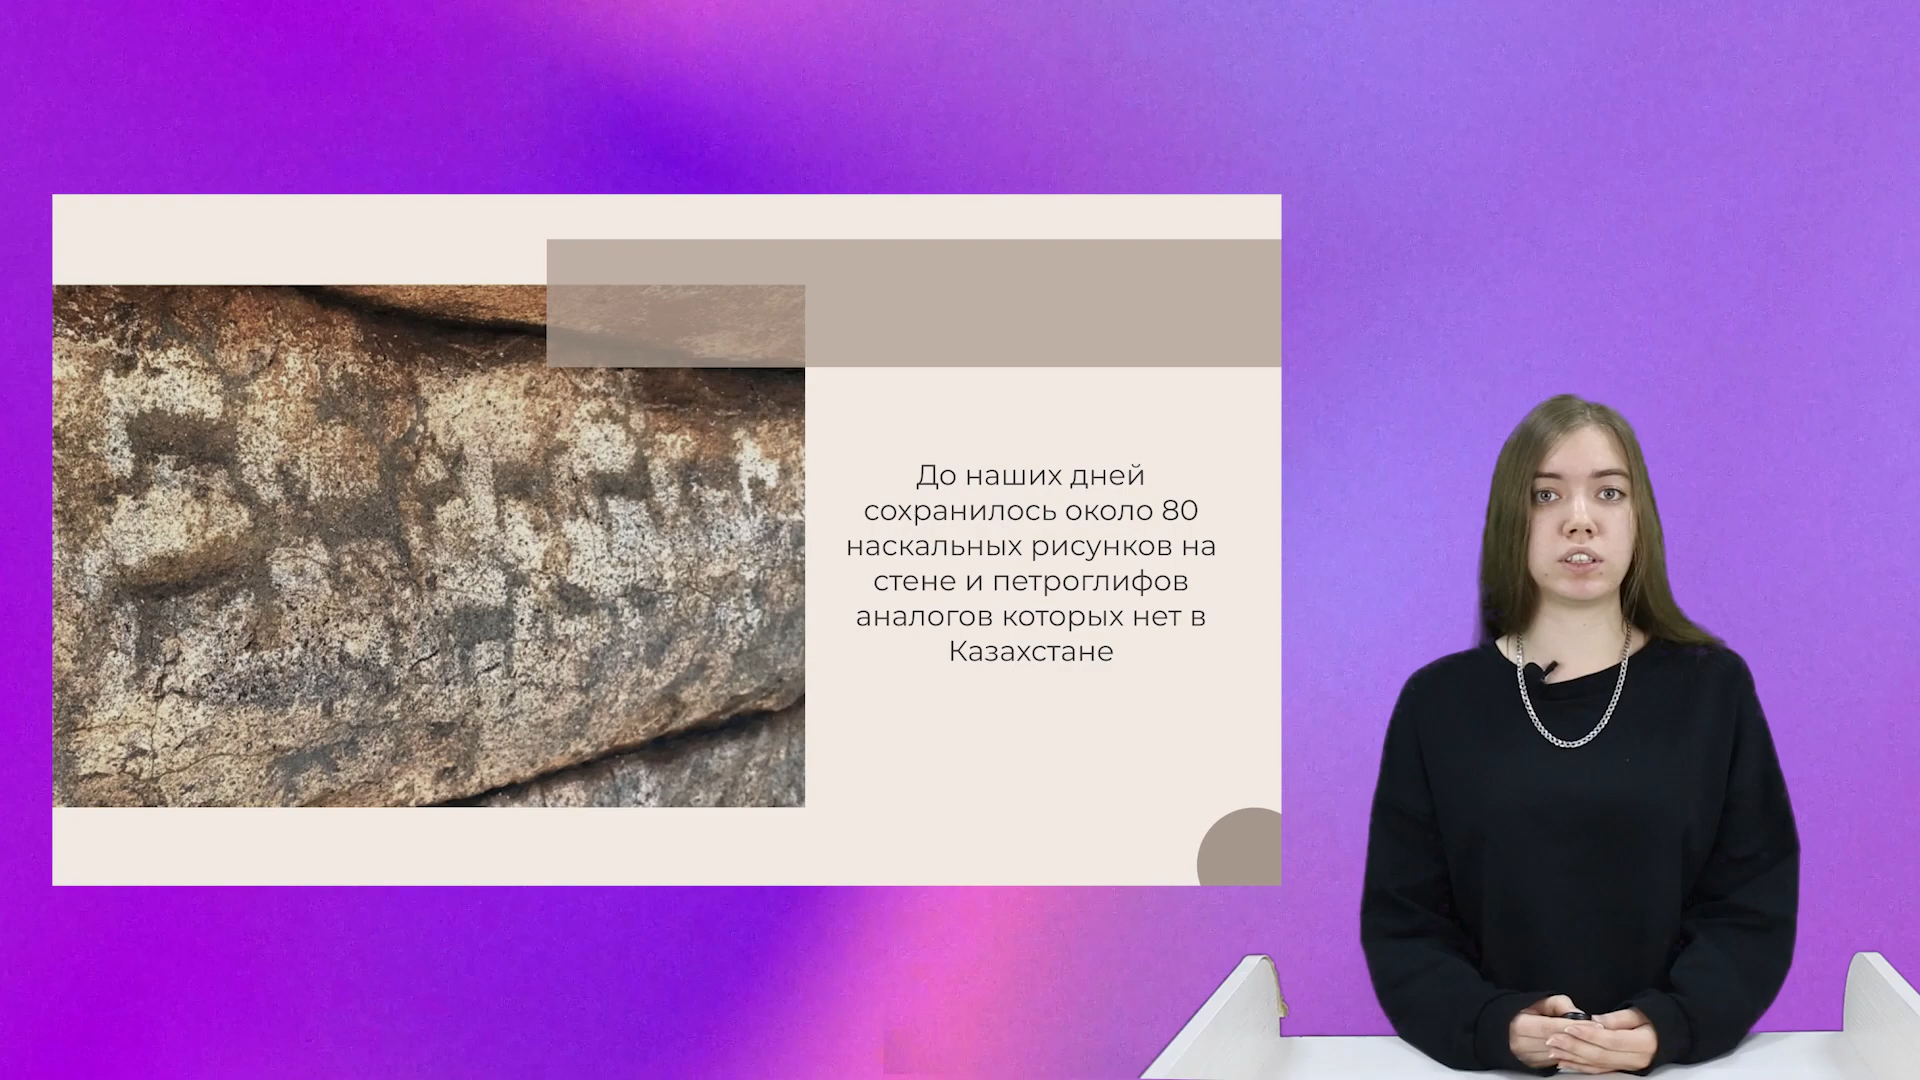 До наших дней
сохранилось около 80
наскальных рисунков на
стене и петроглифов
аналогов которых нет в
Казахстане